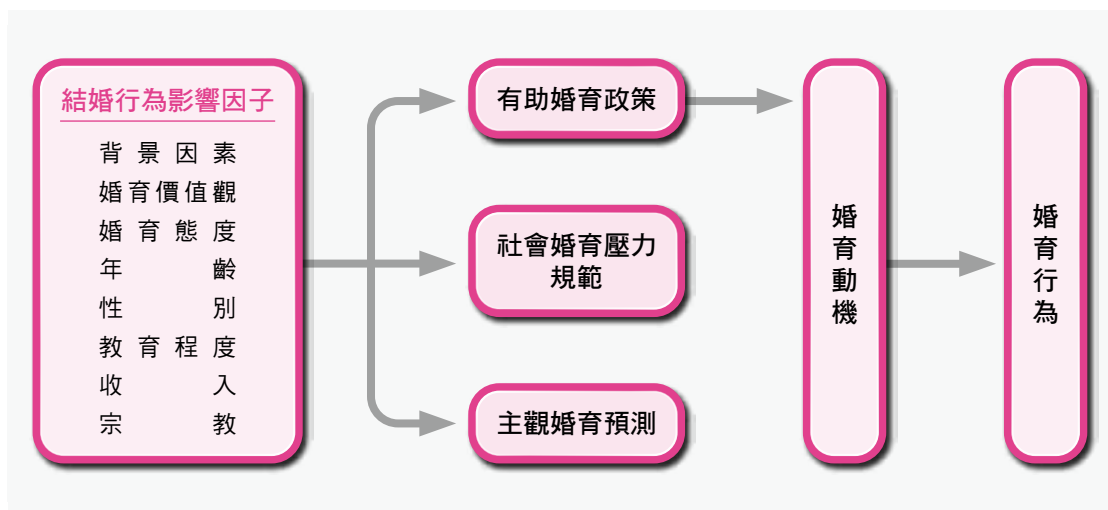 結婚行為影響因子
背景因素
婚育價值觀
婚育態度
年齡
性別
教育程度
收入
宗教
有助婚育政策
社會婚育壓力
規範
主觀婚育預測
婚育動機
婚育行為